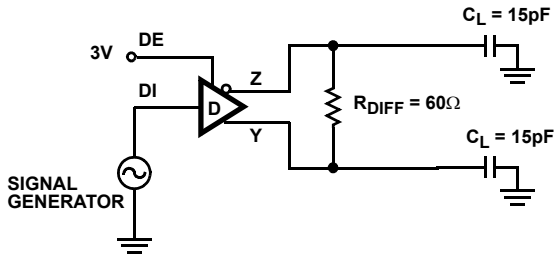 C_L = 15pF
DE
3V
Z
DI
D
R_DIFF = 60Ω
Y
C_L = 15pF
SIGNAL
GENERATOR